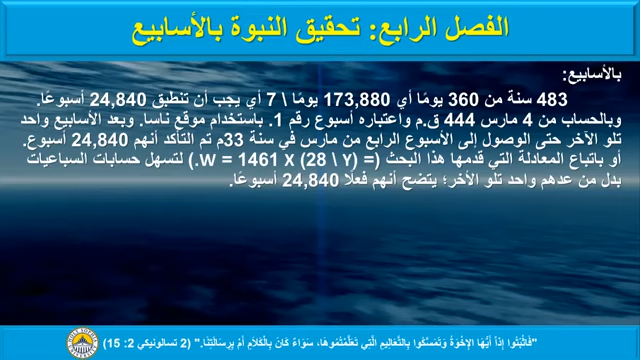 الفصل الرابع: تحقيق النبوة بالأسابيع
بالأسابيع:
483 سنة من 360 يومًا أي 173,880 يومًا \ 7 أي يجب أن تنطبق 24,840 أسبوعًا.
وبالحساب من 4 مارس 444 ق.م واعتباره أسبوع رقم 1. باستخدام موقع ناسا. وبعد الأسابيع واحد
تلو الآخر حتى الوصول إلى الأسبوع الرابع من مارس في سنة 33م تم التأكد أنهم 24,840 أسبوع.
أو باتباع المعادلة التي قدمها هذا البحث (= W = 1461 X (28 \ Y.) لتسهل حسابات السباعيات
بدل من عدهم واحد تلو الأخر؛ يتضح أنهم فعلًا 24,840 أسبوعًا.
"فَاثْبُتُوا إِذًا أَيُّهَا الإِخْوَةُ وَتَمَسَّكُوا بِالتَّعَالِيمِ الَّتِي تَعَلَّمْتُمُوهَا، سَوَاءٌ كَانَ بِالْكَلاَمِ أَمْ بِرِسَالَتِنَا." (2 تسالونيكي 2: 15)